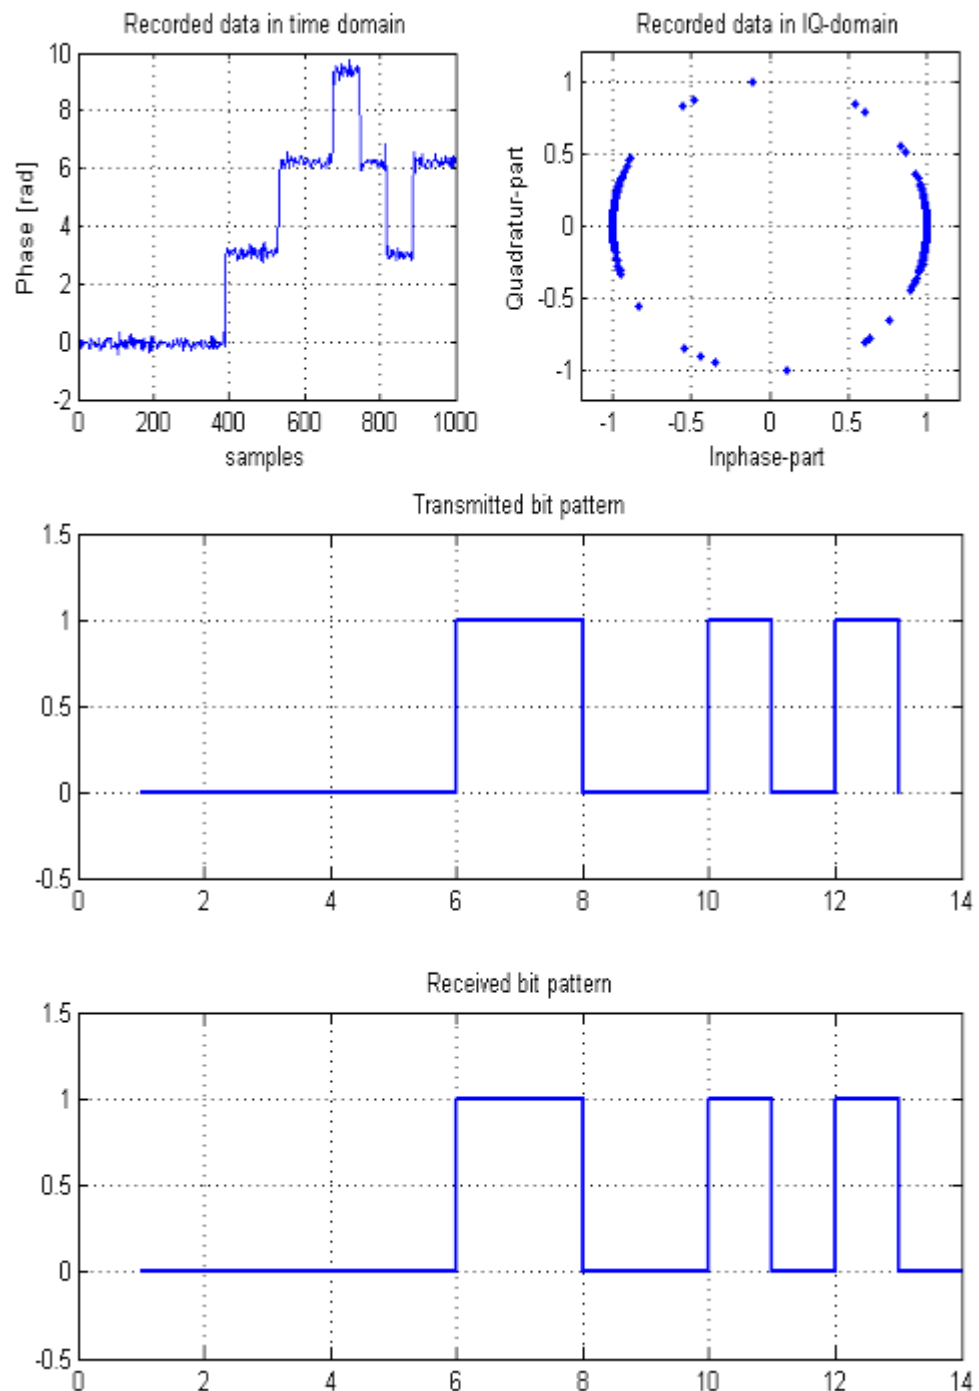 Recorded data in time domain
10
8
6
4
2
0
-2
Phase [rad]
0 200 400 600 800 1000
samples
Recorded data in IQ-domain
1
0.5
0
-0.5
-1
Quadratur-part
-1 -0.5 0 0.5 1
Inphase-part
Transmitted bit pattern
1.5
1
0.5
0
-0.5
0 2 4 6 8 10 12 14
Received bit pattern
1.5
1
0.5
0
-0.5
0 2 4 6 8 10 12 14